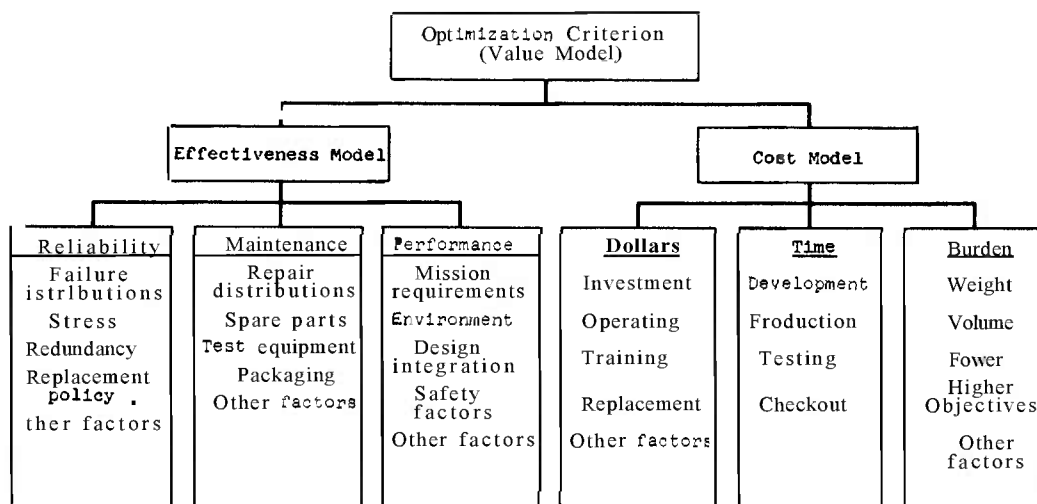 Optimization Criterion
(Value Model)
Effectiveness Model
Cost Model
Reliability
Failure
istrlbutions
Stress
Redundancy
Replacement
policy .
ther factors
Maintenance
Repair
distributions
Spare parts
Test equipment
Packaging
Other factors
Performance
Mission
requirements
Environment
Design
integration
Safety
factors
Other factors
Dollars
Investment
Operating
Training
Replacement
Other factors
Time
Development
Froduction
Testing
Checkout
Burden
Weight
Volume
Fower
Higher
Objectives
Other
factors